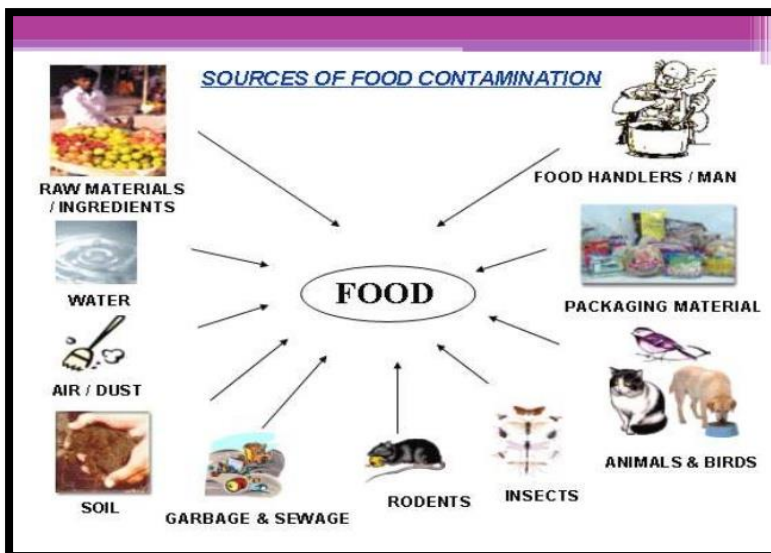 SOURCES OF FOOD CONTAMINATION
RAW MATERIALS
/ INGREDIENTS
FOOD HANDLERS / MAN
WATER
FOOD
PACKAGING MATERIAL
AIR / DUST
ANIMALS & BIRDS
SOIL
GARBAGE & SEWAGE
RODENTS
INSECTS